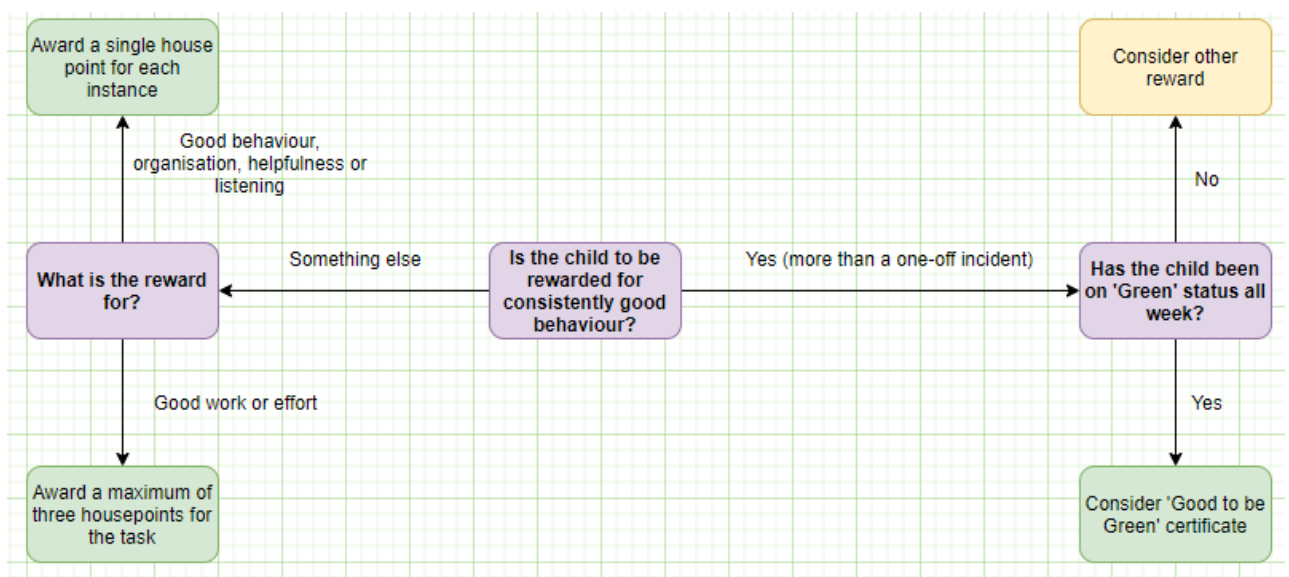 Award a single house
point for each
instance
Consider other
reward
Good behaviour,
organisation, helpfulness or
listening
No
What is the reward
for?
Something else
Is the child to be
rewarded for
consistently good
behaviour?
Yes (more than a one-off incident)
Has the child been
on 'Green' status all
week?
Good work or effort
Yes
Award a maximum of
three housepoints for
the task
Consider 'Good to be
Green' certificate